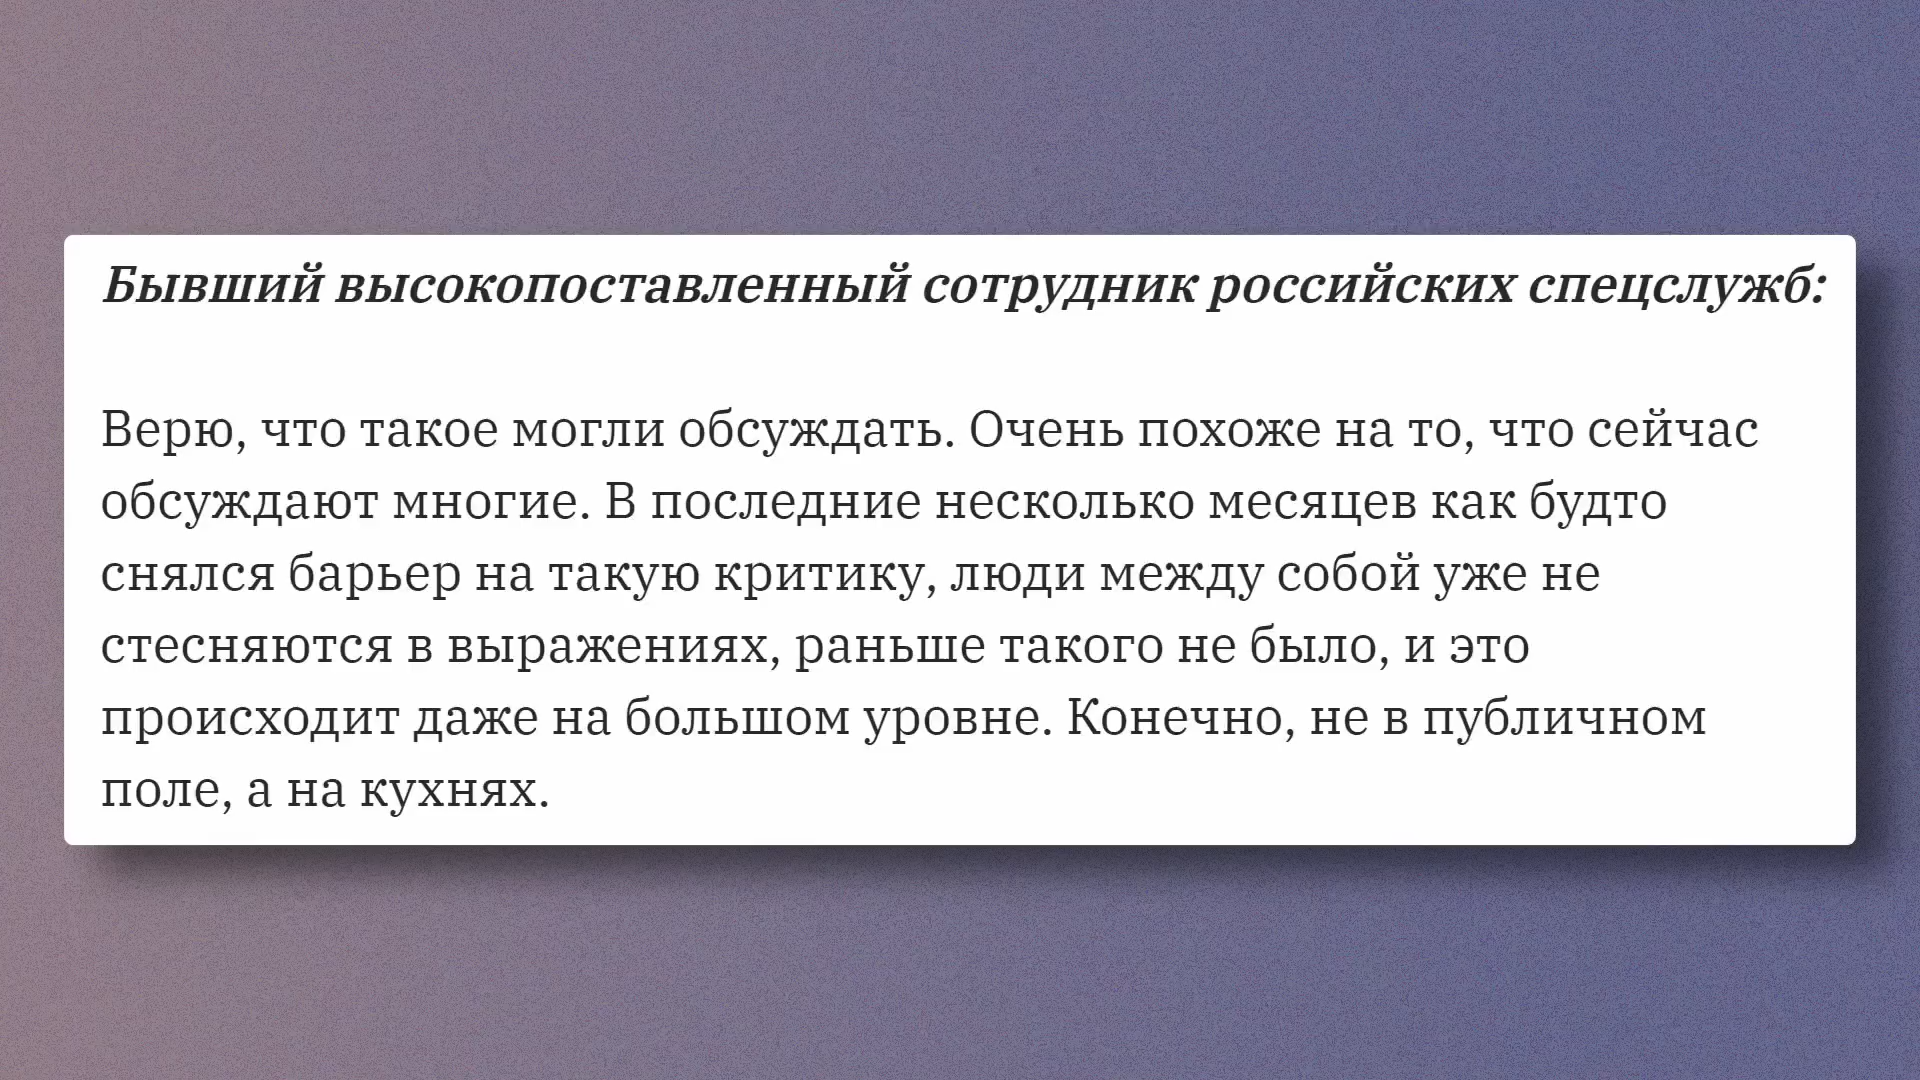 Бывший высокопоставленный сотрудник российских спецслужб:
Верю, что такое могли обсуждать. Очень похоже на то, что сейчас
обсуждают многие. В последние несколько месяцев как будто
снялся барьер на такую критику, люди между собой уже не
стесняются в выражениях, раньше такого не было, и это
происходит даже на большом уровне. Конечно, не в публичном
поле, а на кухнях.